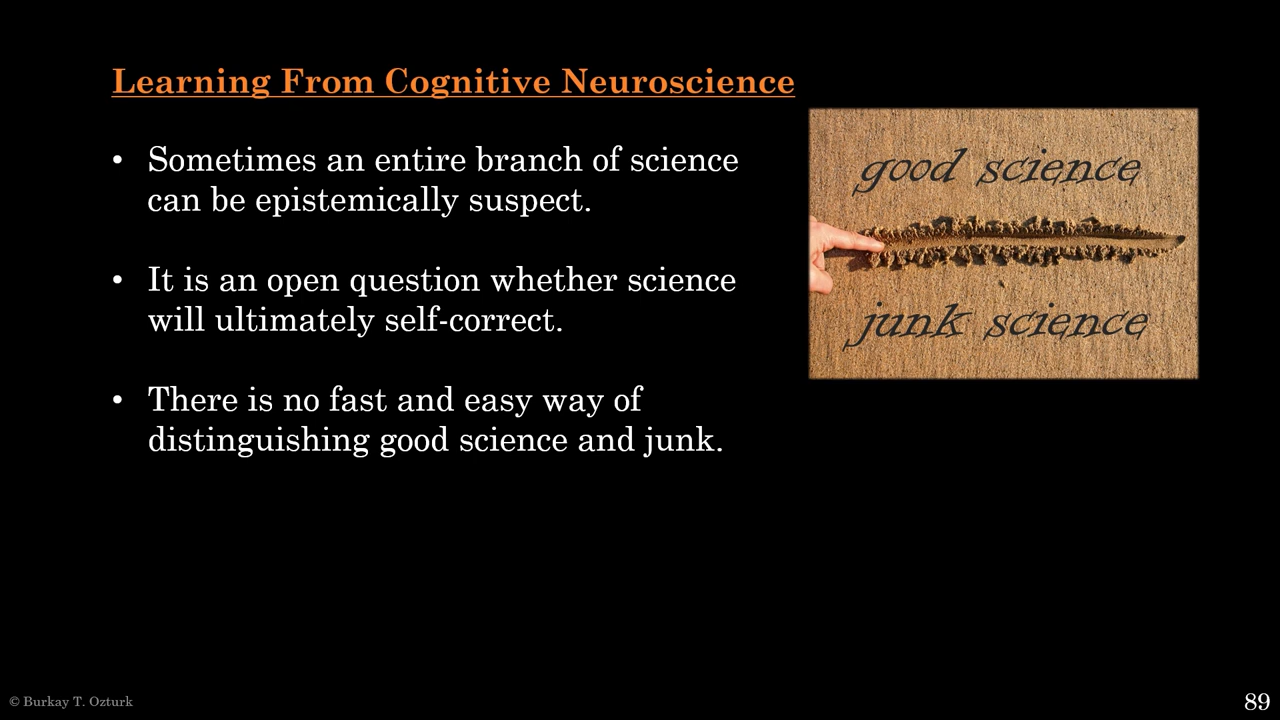 Learning From Cognitive Neuroscience
• Sometimes an entire branch of science
can be epistemically suspect.
• It is an open question whether science
will ultimately self-correct.
• There is no fast and easy way of
distinguishing good science and junk.
good science
junk science
© Burkay T. Ozturk
89